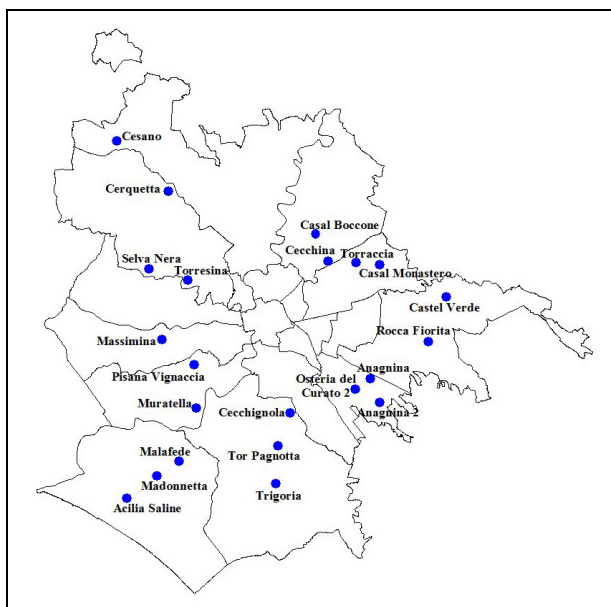 Cesano
Cerquetta
Casal Boccone
Cecchina
Torraccia
Casal Monastero
Selva Nera
Torresina
Castel Verde
Rocca Fiorita
Massimina
Pisana Vignaccia
Anagnina
Osteria del
Curato 2
Anagnina 2
Muratella
Cecchignola
Malafede
Tor Pagnotta
Madonnetta
Trigoria
Acilia Saline